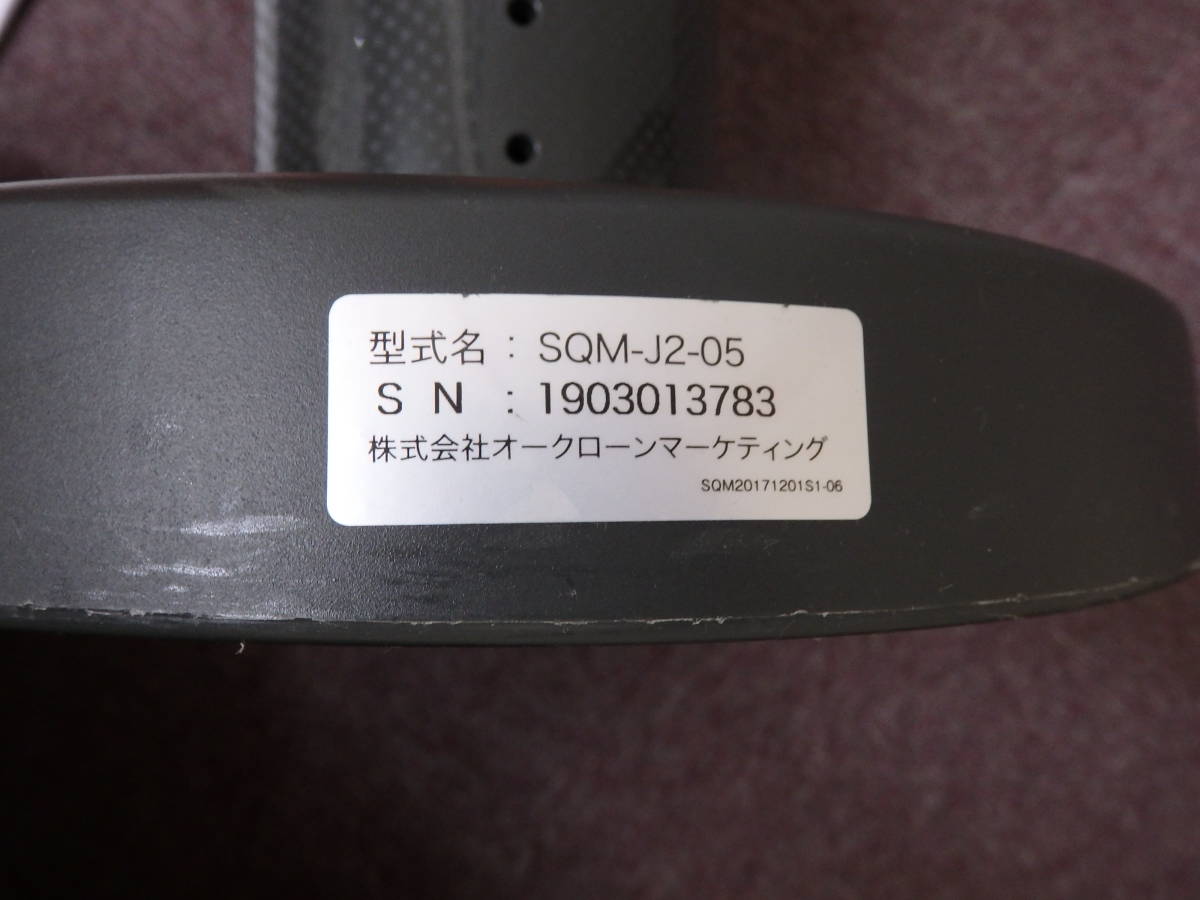 型式名 : SQM-J2-05
S N : 1903013783
株式会社オークローンマーケティング
SQM20171201S1-06